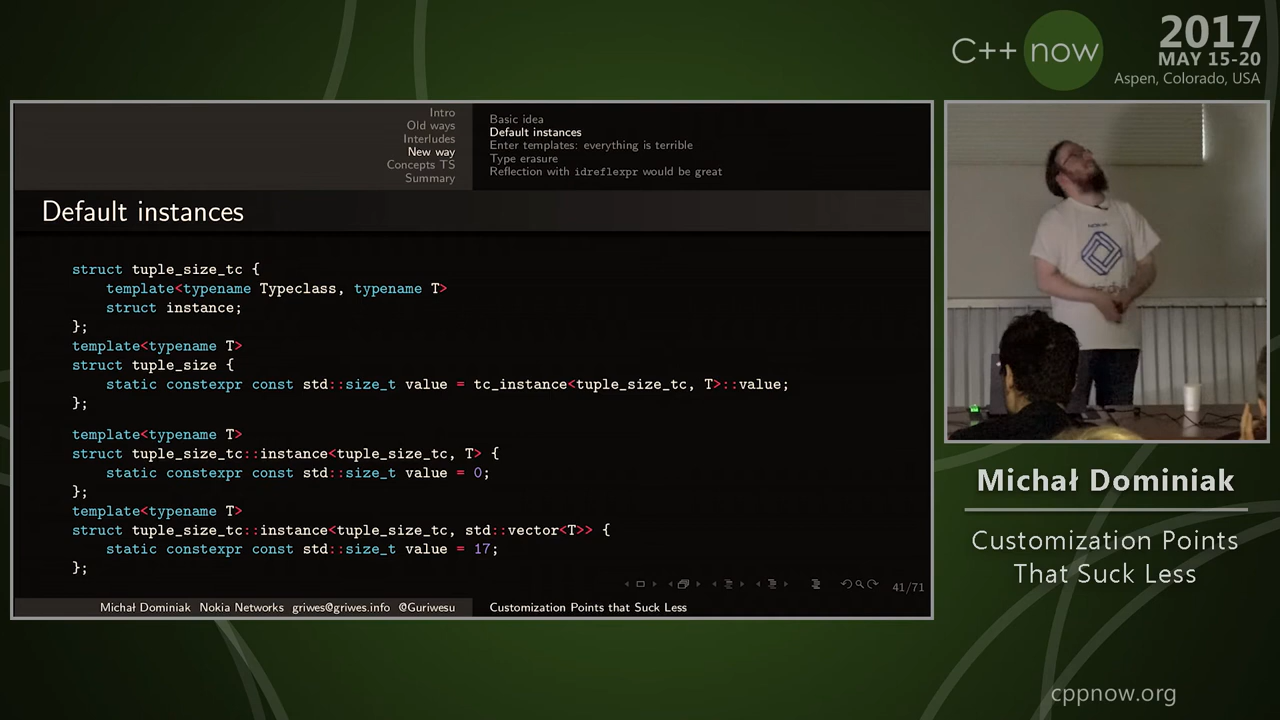 C++ now
2017
MAY 15-20
Aspen, Colorado, USA
Intro
Old ways
Interludes
New way
Concepts TS
Summary
Basic idea
Default instances
Enter templates: everything is terrible
Type erasure
Reflection with idreflexpr would be great
Default instances
struct tuple_size_tc {
template<typename Typeclass, typename T>
struct instance;
};
template<typename T>
struct tuple_size {
static constexpr const std::size_t value = tc_instance<tuple_size_tc, T>::value;
};
template<typename T>
struct tuple_size_tc::instance<tuple_size_tc, T> {
static constexpr const std::size_t value = 0;
};
template<typename T>
struct tuple_size_tc::instance<tuple_size_tc, std::vector<T>> {
static constexpr const std::size_t value = 17;
};
41/71
Michał Dominiak Nokia Networks griwes@griwes.info @Guriwesu
Customization Points that Suck Less
Michał Dominiak
Customization Points
That Suck Less
cppnow.org